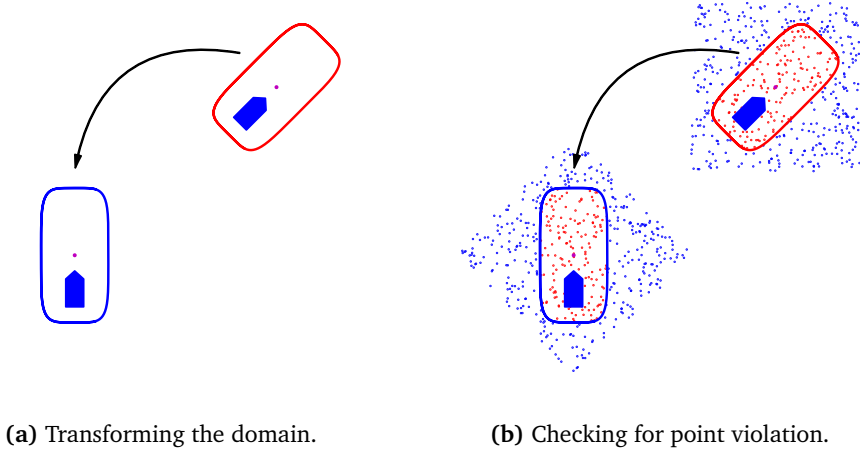 (a) Transforming the domain.
(b) Checking for point violation.